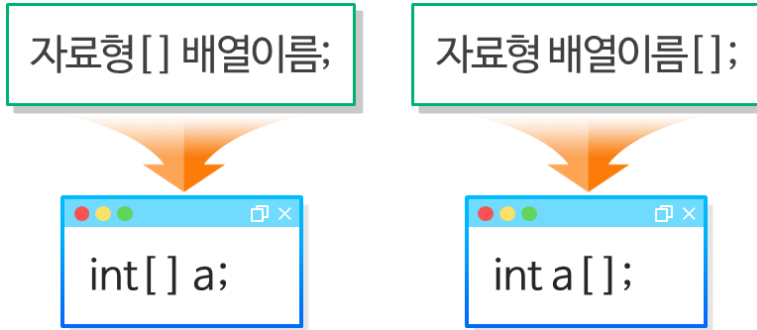 자료형[ ] 배열이름;
자료형 배열이름[ ];
int[ ] a;
int a[ ];